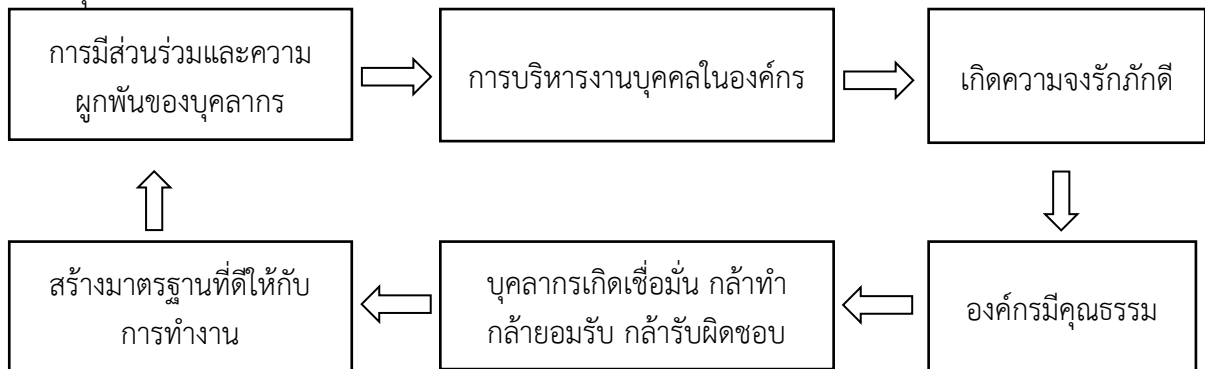 การมีส่วนร่วมและความ
ผูกพันของบุคลากร
การบริหารงานบุคคลในองค์กร
เกิดความจงรักภักดี
องค์กรมีคุณธรรม
บุคลากรเกิดเชื่อมั่น กล้าทำ
กล้ายอมรับ กล้ารับผิดชอบ
สร้างมาตรฐานที่ดีให้กับ
การทำงาน